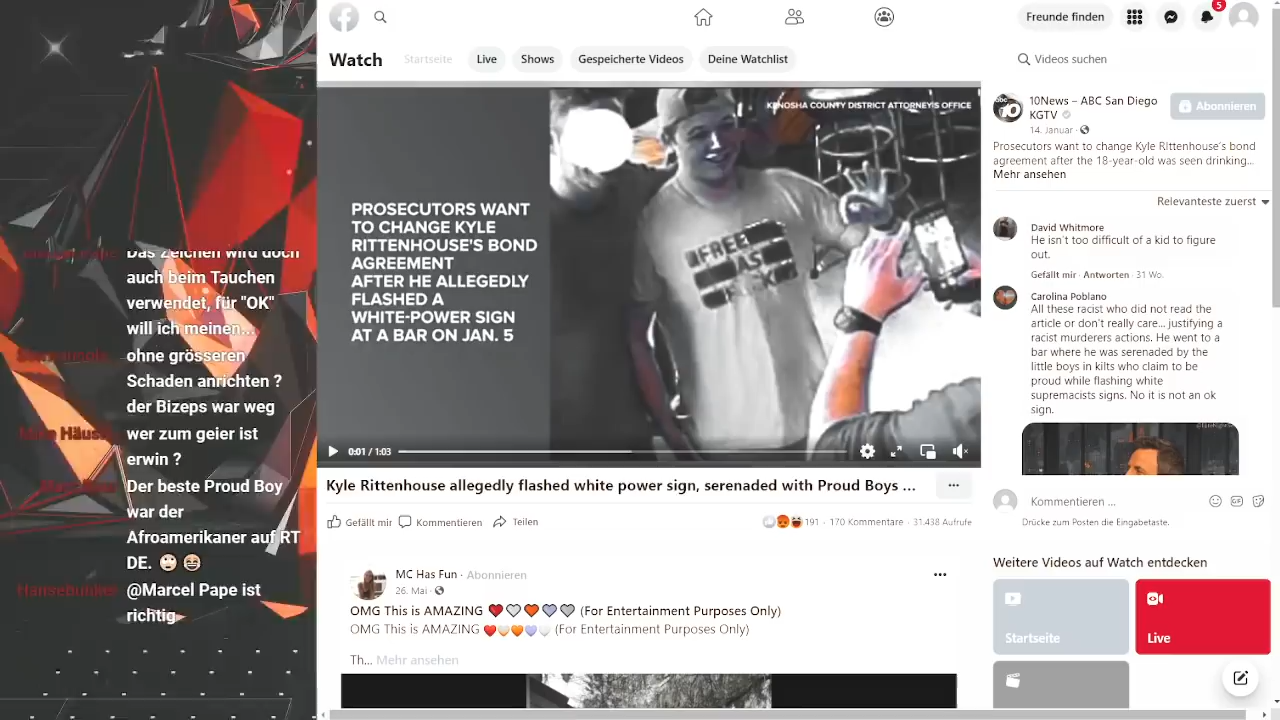 Das Zeichen wird doch
auch beim Tauchen
verwendet, für "OK"
will ich meinen...
ohne grösseren
Schaden anrichten ?
der Bizeps war weg
Häus
wer zum geier ist
erwin ?
Der beste Proud Boy
war der
Afroamerikaner auf RT
DE.
@Marcel Pape ist
richtig
Freunde finden
5
Watch
Startseite
Live
Shows
Gespeicherte Videos
Deine Watchlist
Videos suchen
KENOSHA COUNTY DISTRICT ATTORNEY'S OFFICE
PROSECUTORS WANT
TO CHANGE KYLE
RITTENHOUSE'S BOND
AGREEMENT
AFTER HE ALLEGEDLY
FLASHED A
WHITE-POWER SIGN
AT A BAR ON JAN. 5
FREE
AS
0:01 / 1:03
Kyle Rittenhouse allegedly flashed white power sign, serenaded with Proud Boys ...
Gefällt mir
Kommentieren
Teilen
191 · 170 Kommentare · 31.438 Aufrufe
MC Has Fun · Abonnieren
26. Mai ·
OMG This is AMAZING ❤️🤍🧡💜🤍 (For Entertainment Purposes Only)
OMG This is AMAZING ❤️💛🧡💜🤍 (For Entertainment Purposes Only)
Th... Mehr ansehen
10
10News – ABC San Diego
KGTV
14. Januar ·
Abonnieren
Prosecutors want to change Kyle RIttenhouse's bond
agreement after the 18-year-old was seen drinking...
Mehr ansehen
Relevanteste zuerst
David Whitmore
He isn't too difficult of a kid to figure
out.
Gefällt mir · Antworten · 31 Wo.
Carolina Poblano
All these racist who did not read the
article or don't really care... justifying a
racist murderers actions. He went to a
bar where he was serenaded by the
little boys in kilts who claim to be
proud while flashing white
supremacists signs. No it is not an ok
sign.
Kommentieren ...
Drücke zum Posten die Eingabetaste.
Weitere Videos auf Watch entdecken
Startseite
Live